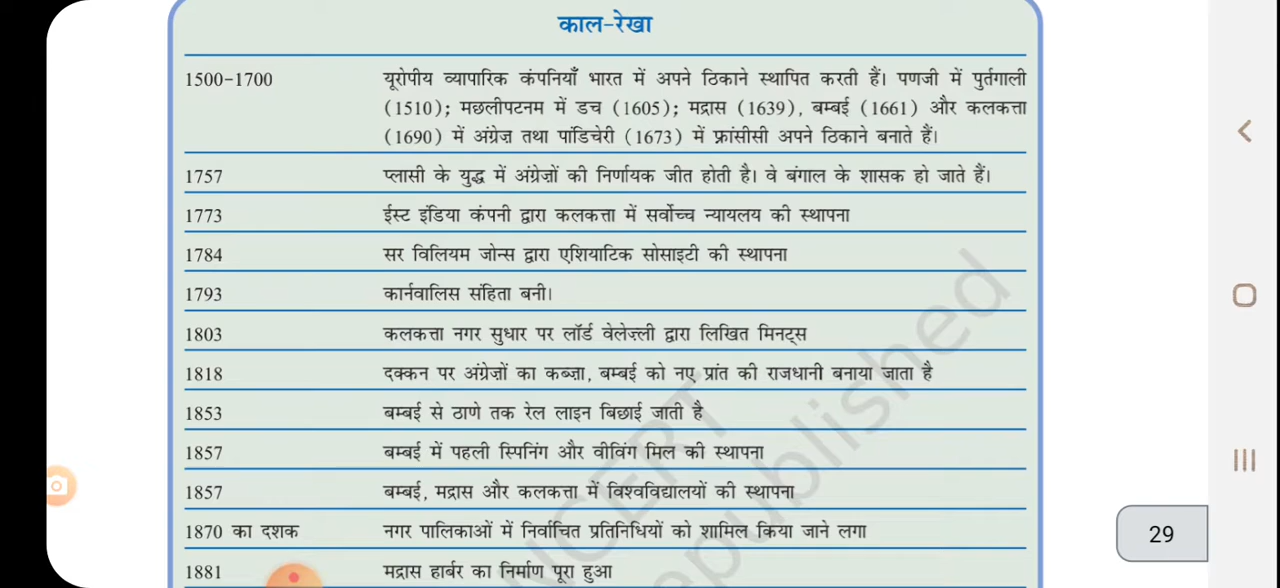 काल-रेखा
1500-1700 यूरोपीय व्यापारिक कंपनियाँ भारत में अपने ठिकाने स्थापित करती हैं। पणजी में पुर्तगाली
(1510); मछलीपटनम में डच (1605); मद्रास (1639), बम्बई (1661) और कलकत्ता
(1690) में अंग्रेज़ तथा पांडिचेरी (1673) में फ़्रांसीसी अपने ठिकाने बनाते हैं।
1757 प्लासी के युद्ध में अंग्रेज़ों की निर्णायक जीत होती है। वे बंगाल के शासक हो जाते हैं।
1773 ईस्ट इंडिया कंपनी द्वारा कलकत्ता में सर्वोच्च न्यायलय की स्थापना
1784 सर विलियम जोन्स द्वारा एशियाटिक सोसाइटी की स्थापना
1793 कार्नवालिस संहिता बनी।
1803 कलकत्ता नगर सुधार पर लॉर्ड वेलेज़्ली द्वारा लिखित मिनट्स
1818 दक्कन पर अंग्रेज़ों का कब्ज़ा, बम्बई को नए प्रांत की राजधानी बनाया जाता है
1853 बम्बई से ठाणे तक रेल लाइन बिछाई जाती है
1857 बम्बई में पहली स्पिनिंग और वीविंग मिल की स्थापना
1857 बम्बई, मद्रास और कलकत्ता में विश्वविद्यालयों की स्थापना
1870 का दशक नगर पालिकाओं में निर्वाचित प्रतिनिधियों को शामिल किया जाने लगा
1881 मद्रास हार्बर का निर्माण पूरा हुआ
NCERT
republished
29